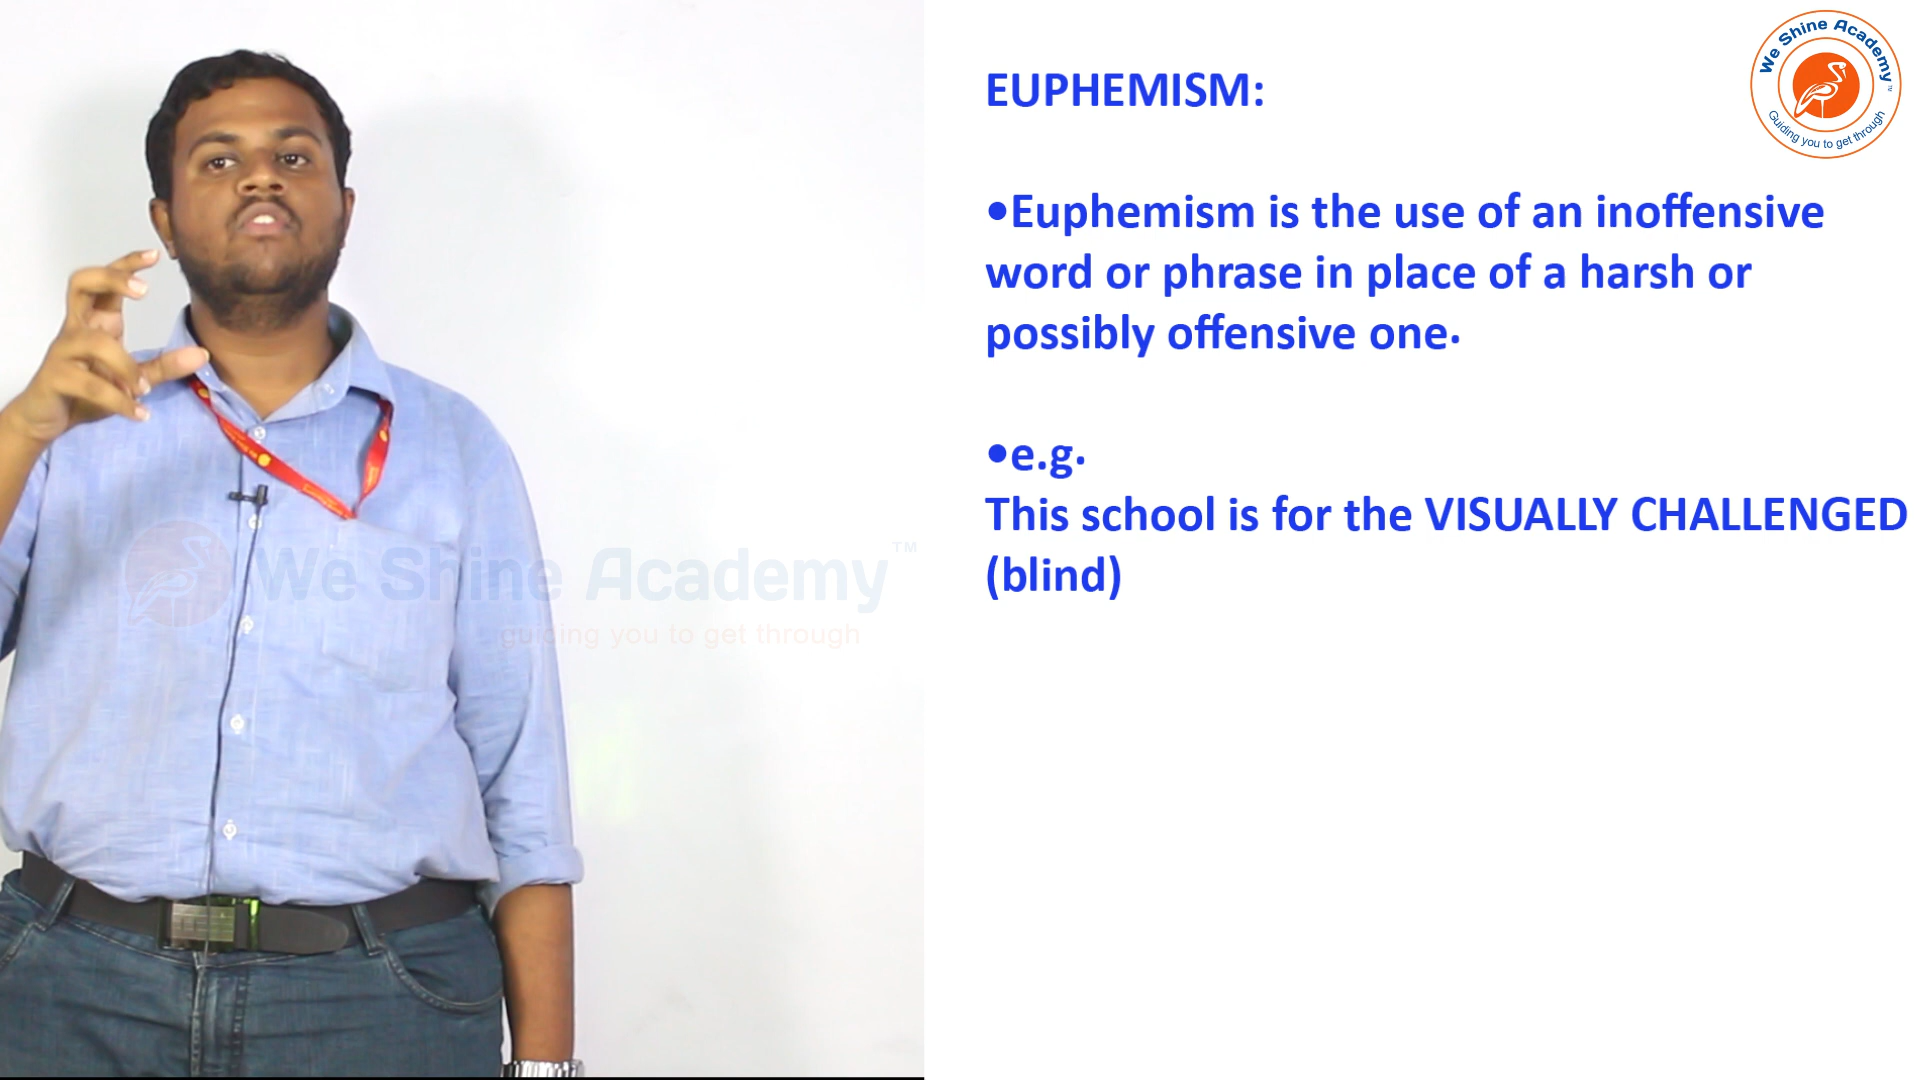 We Shine Academy
TM
Guiding you to get through
EUPHEMISM:
•Euphemism is the use of an inoffensive
word or phrase in place of a harsh or
possibly offensive one.
•e.g.
This school is for the VISUALLY CHALLENGED
(blind)
We Shine Academy™
guiding you to get through